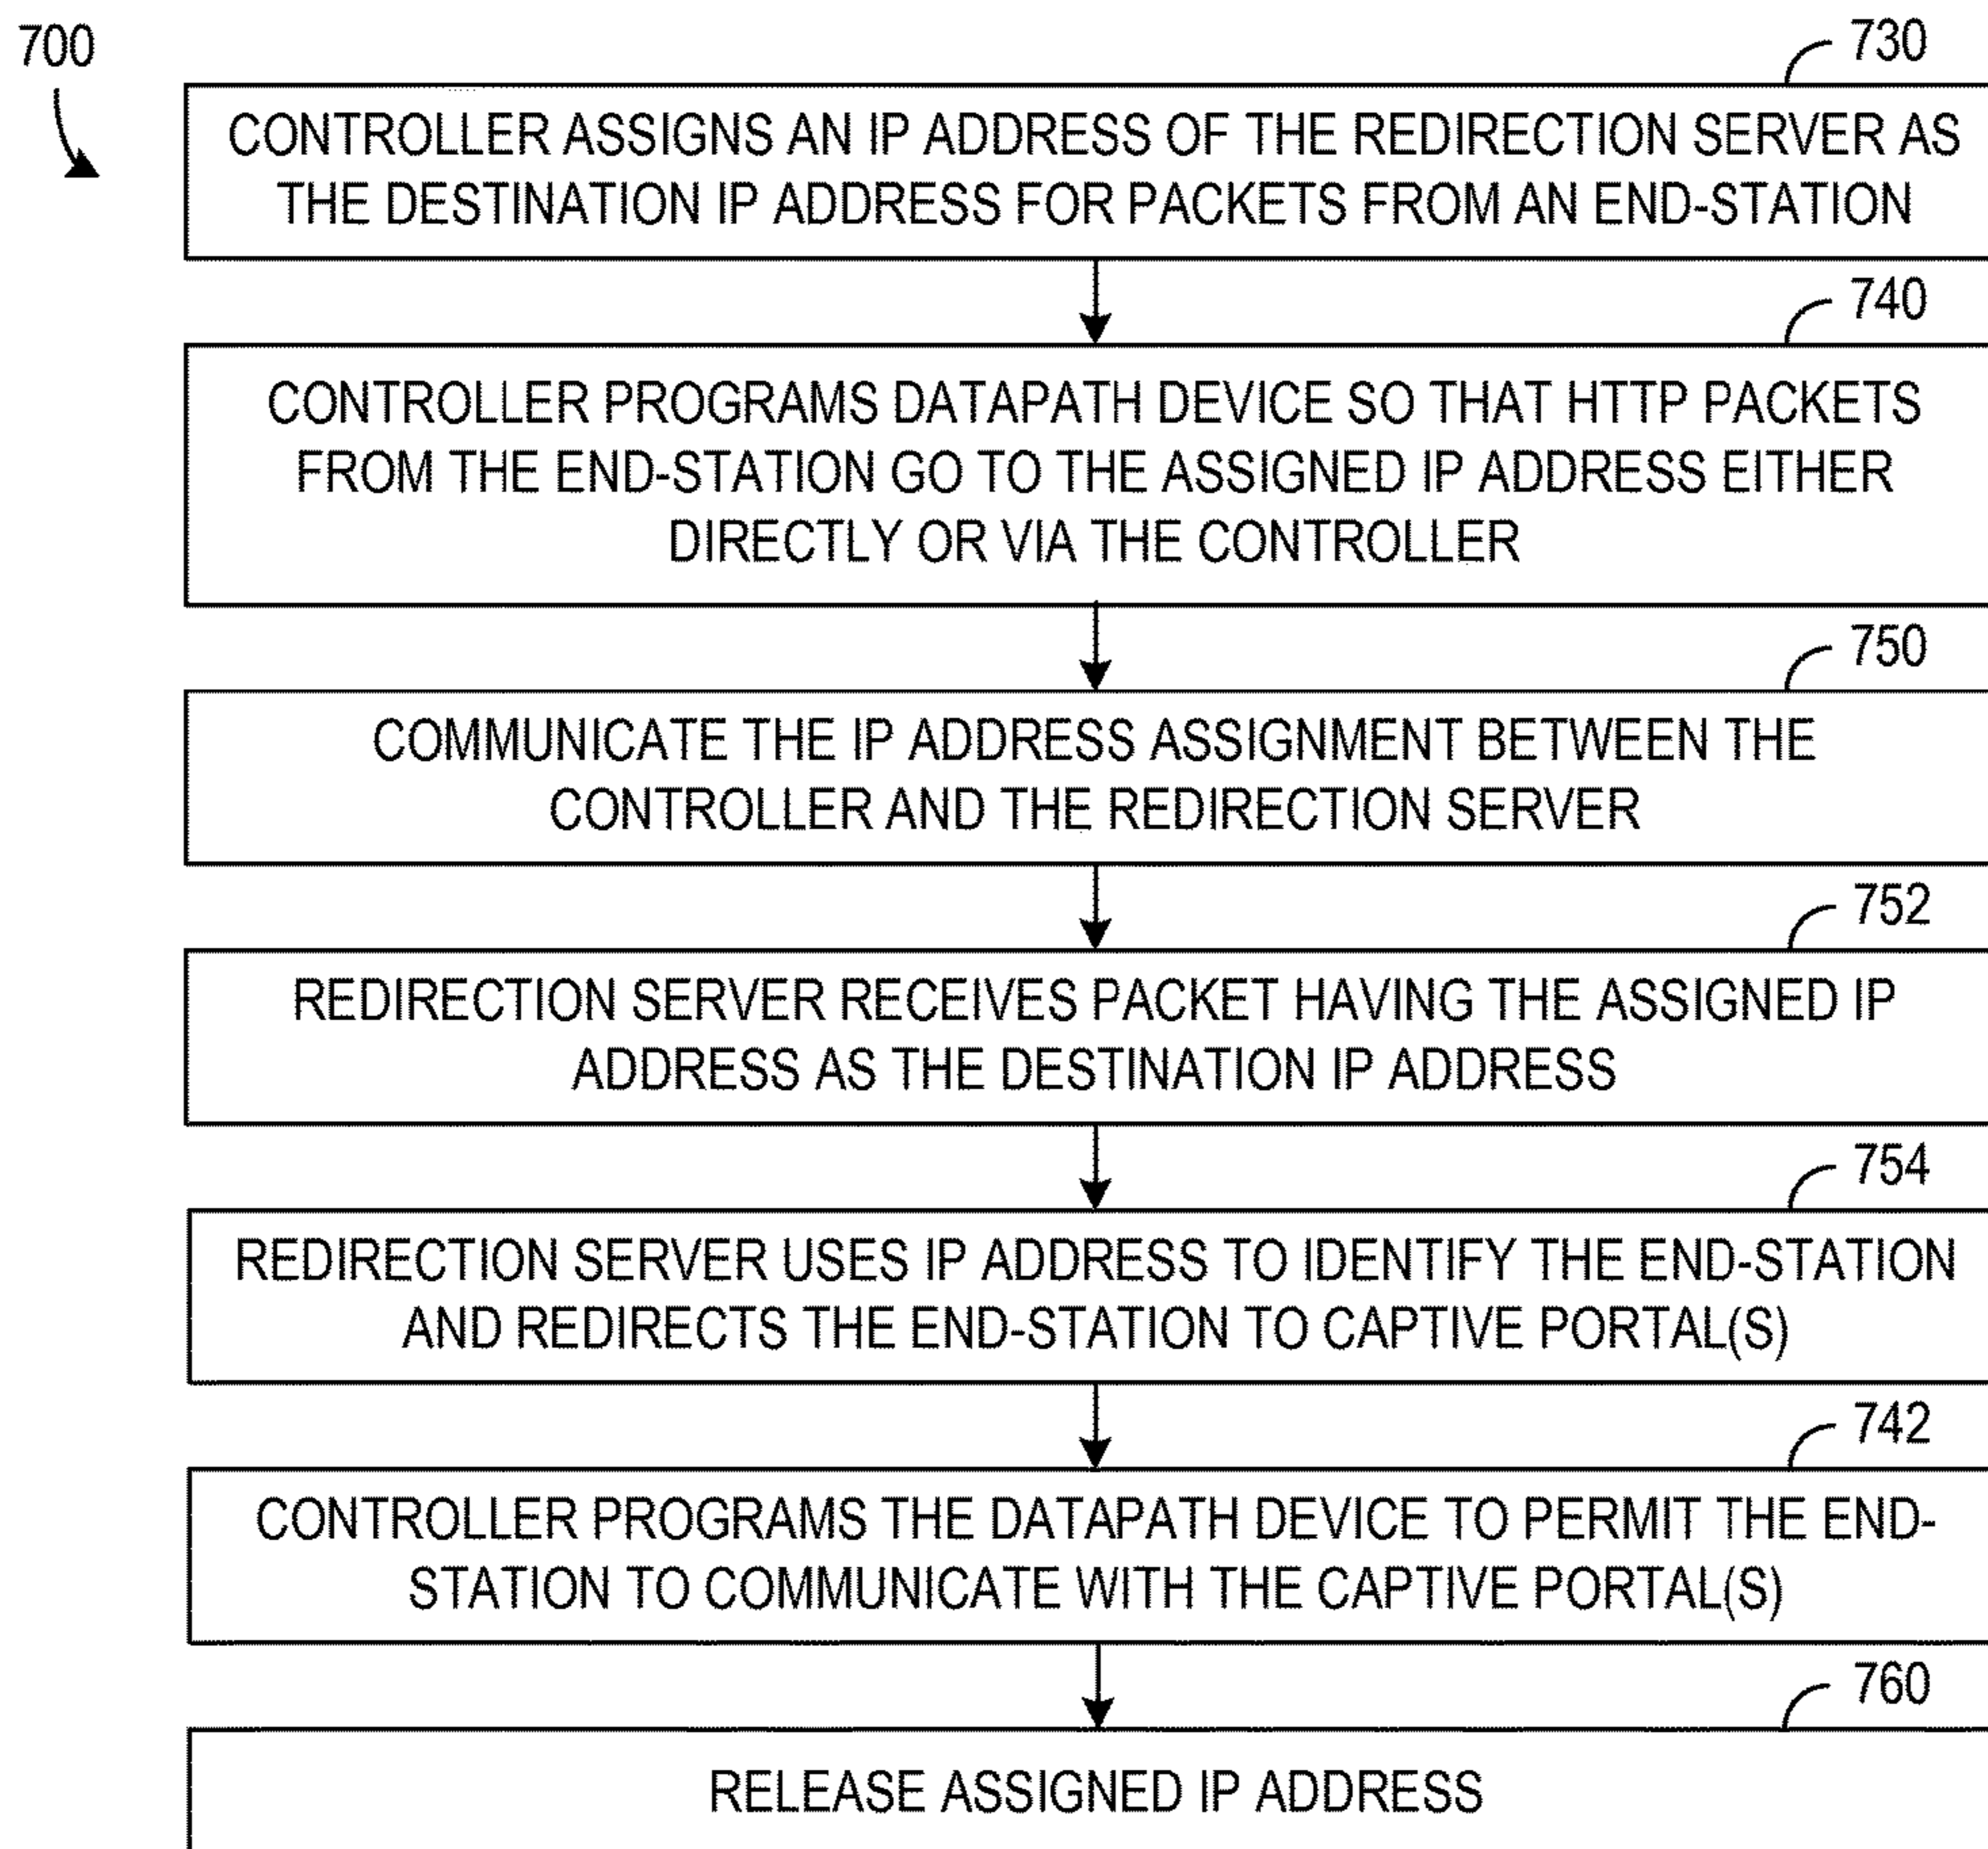 700
730
CONTROLLER ASSIGNS AN IP ADDRESS OF THE REDIRECTION SERVER AS
THE DESTINATION IP ADDRESS FOR PACKETS FROM AN END-STATION
740
CONTROLLER PROGRAMS DATAPATH DEVICE SO THAT HTTP PACKETS
FROM THE END-STATION GO TO THE ASSIGNED IP ADDRESS EITHER
DIRECTLY OR VIA THE CONTROLLER
750
COMMUNICATE THE IP ADDRESS ASSIGNMENT BETWEEN THE
CONTROLLER AND THE REDIRECTION SERVER
752
REDIRECTION SERVER RECEIVES PACKET HAVING THE ASSIGNED IP
ADDRESS AS THE DESTINATION IP ADDRESS
754
REDIRECTION SERVER USES IP ADDRESS TO IDENTIFY THE END-STATION
AND REDIRECTS THE END-STATION TO CAPTIVE PORTAL(S)
742
CONTROLLER PROGRAMS THE DATAPATH DEVICE TO PERMIT THE END-
STATION TO COMMUNICATE WITH THE CAPTIVE PORTAL(S)
760
RELEASE ASSIGNED IP ADDRESS